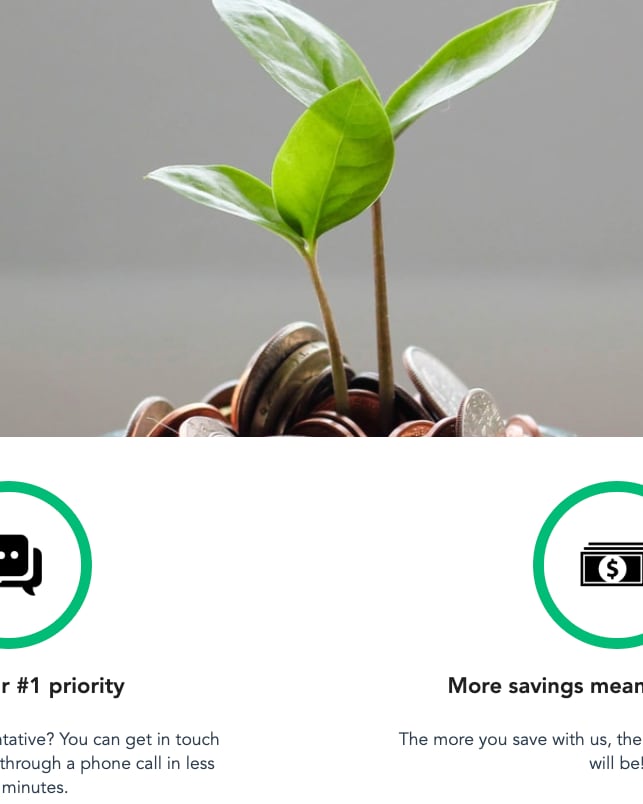 r #1 priority
tative? You can get in touch
through a phone call in less
minutes.
$
More savings mean
The more you save with us, the
will be!